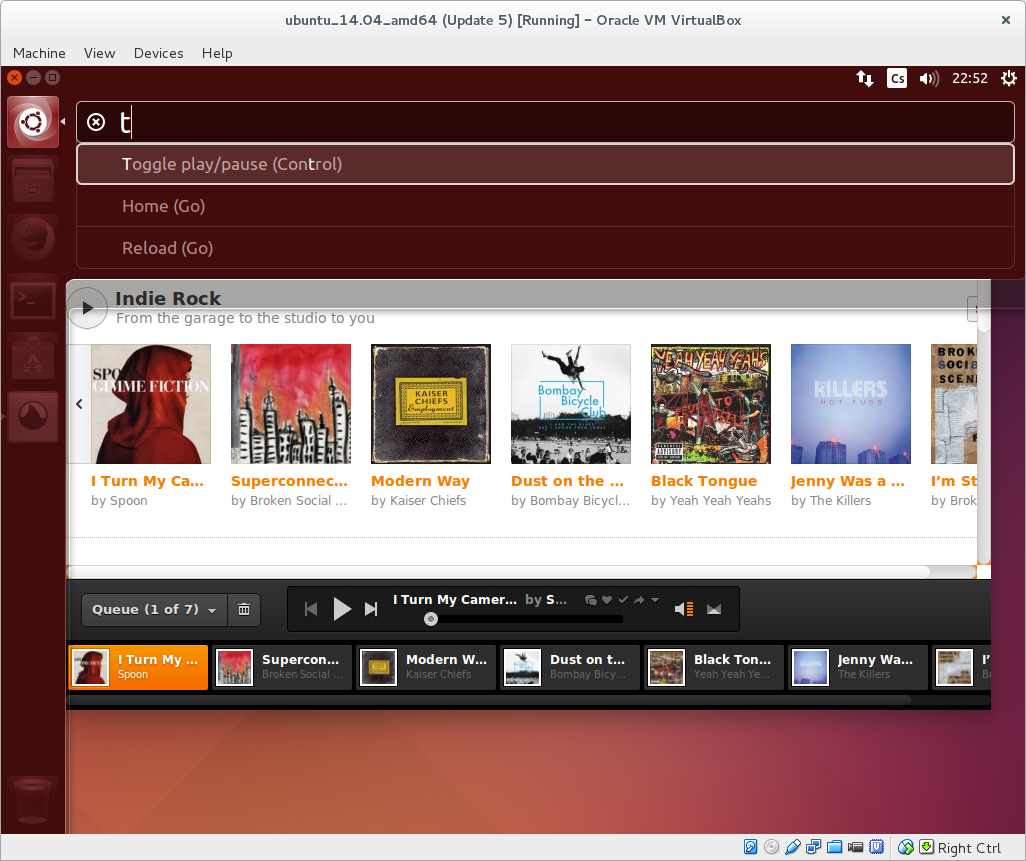 ubuntu_14.04_amd64 (Update 5) [Running] – Oracle VM VirtualBox
Machine View Devices Help
Cs 22:52
t
Toggle play/pause (Control)
Home (Go)
Reload (Go)
Indie Rock
From the garage to the studio to you
SPO
GIMME FICTION
KAISER
CHIEFS
Employment
Bombay
Bicycle
Club
YEAH YEAH YEAHS
KILLERS
HOT FUSS
BROK
SOCIA
SCENE
I Turn My Ca... Superconnec... Modern Way Dust on the ... Black Tongue Jenny Was a ... I'm St
by Spoon by Broken Social ... by Kaiser Chiefs by Bombay Bicycl... by Yeah Yeah Yeahs by The Killers by Brok
Queue (1 of 7) I Turn My Camer... by S...
I Turn My ... Supercon... Modern W... Dust on t... Black Ton... Jenny Wa... I'
Spoon Broken Social ... Kaiser Chiefs Bombay Bicy... Yeah Yeah Ye... The Killers Br
Right Ctrl